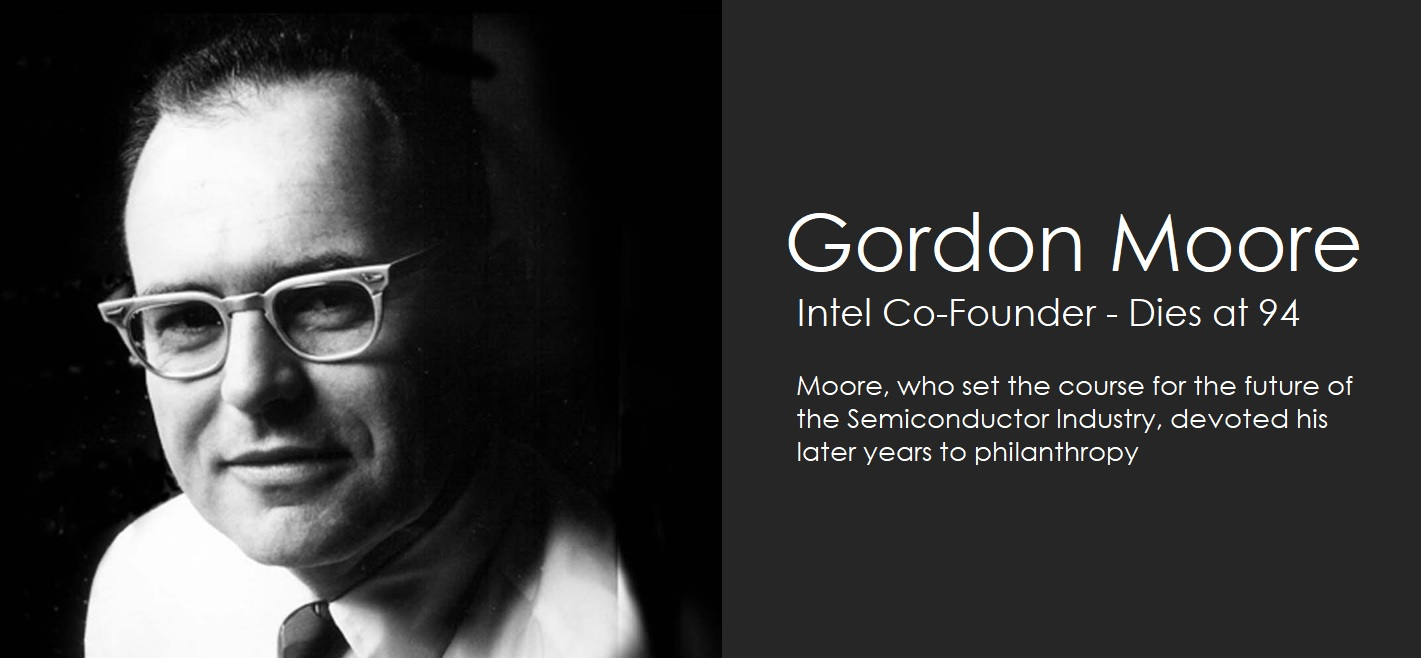 Gordon Moore
Intel Co-Founder - Dies at 94
Moore, who set the course for the future of
the Semiconductor Industry, devoted his
later years to philanthropy